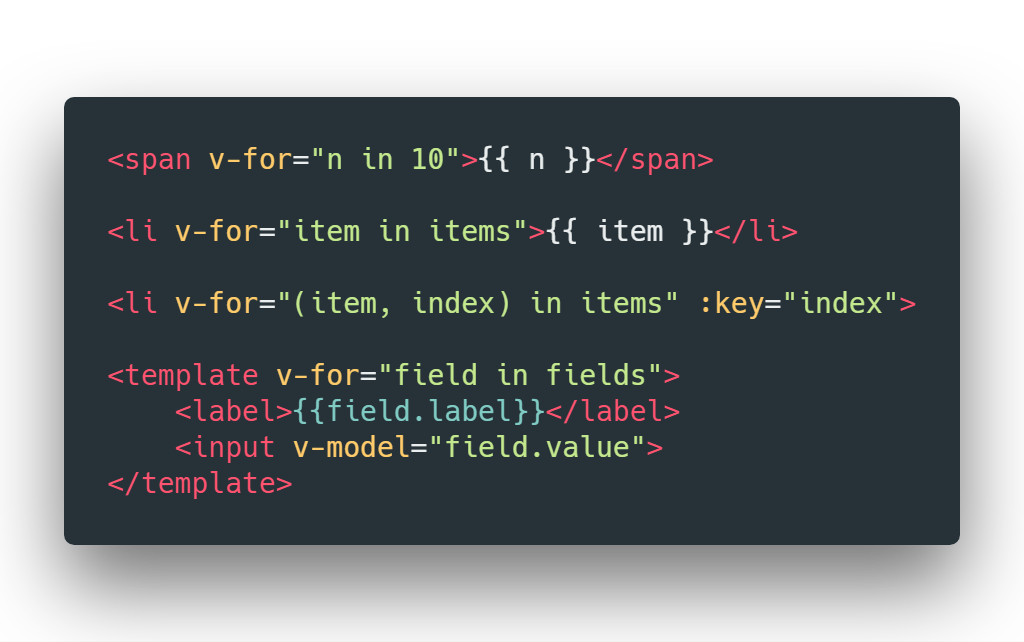 <span v-for="n in 10">{{ n }}</span>
<li v-for="item in items">{{ item }}</li>
<li v-for="(item, index) in items" :key="index">
<template v-for="field in fields">
    <label>{{field.label}}</label>
    <input v-model="field.value">
</template>